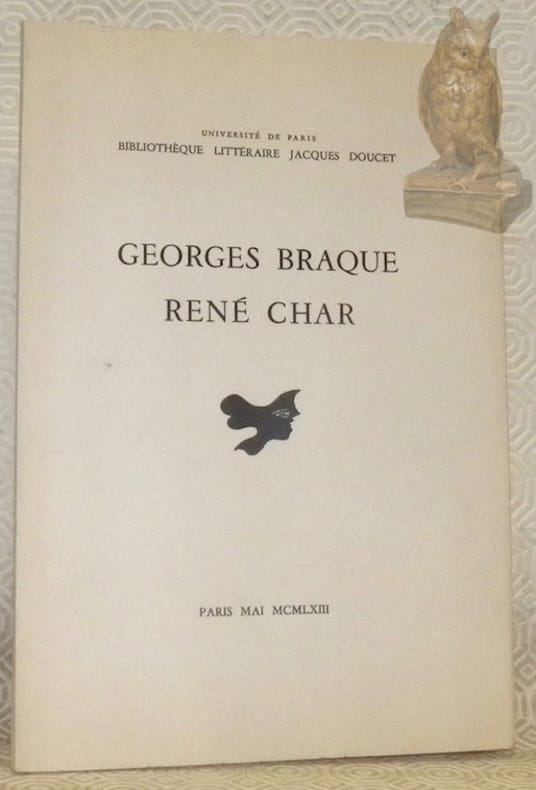 UNIVERSITÉ DE PARIS
BIBLIOTHÈQUE LITTÉRAIRE JACQUES DOUCET
GEORGES BRAQUE
RENÉ CHAR
PARIS MAI MCMLXIII